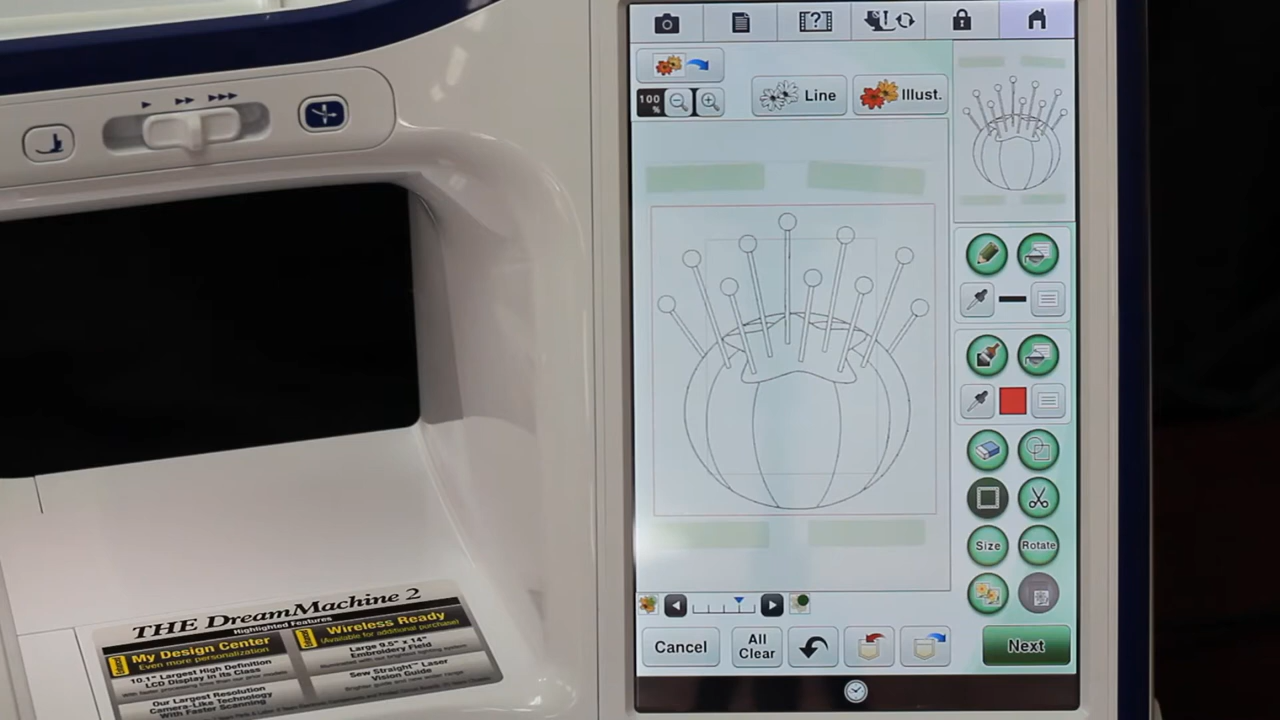 100
%
Line
Illust.
Size
Rotate
Cancel
All
Clear
Next
THE DreamMachine 2
Highlighted Features
My Design Center
Even more personalization
10.1" Largest High Definition
LCD Display in its Class
Our Largest Resolution
Camera-Like Technology
With Faster Scanning
Wireless Ready
(Available for additional purchase)
Large 9.5" x 14"
Embroidery Field
Sew Straight™ Laser
Vision Guide